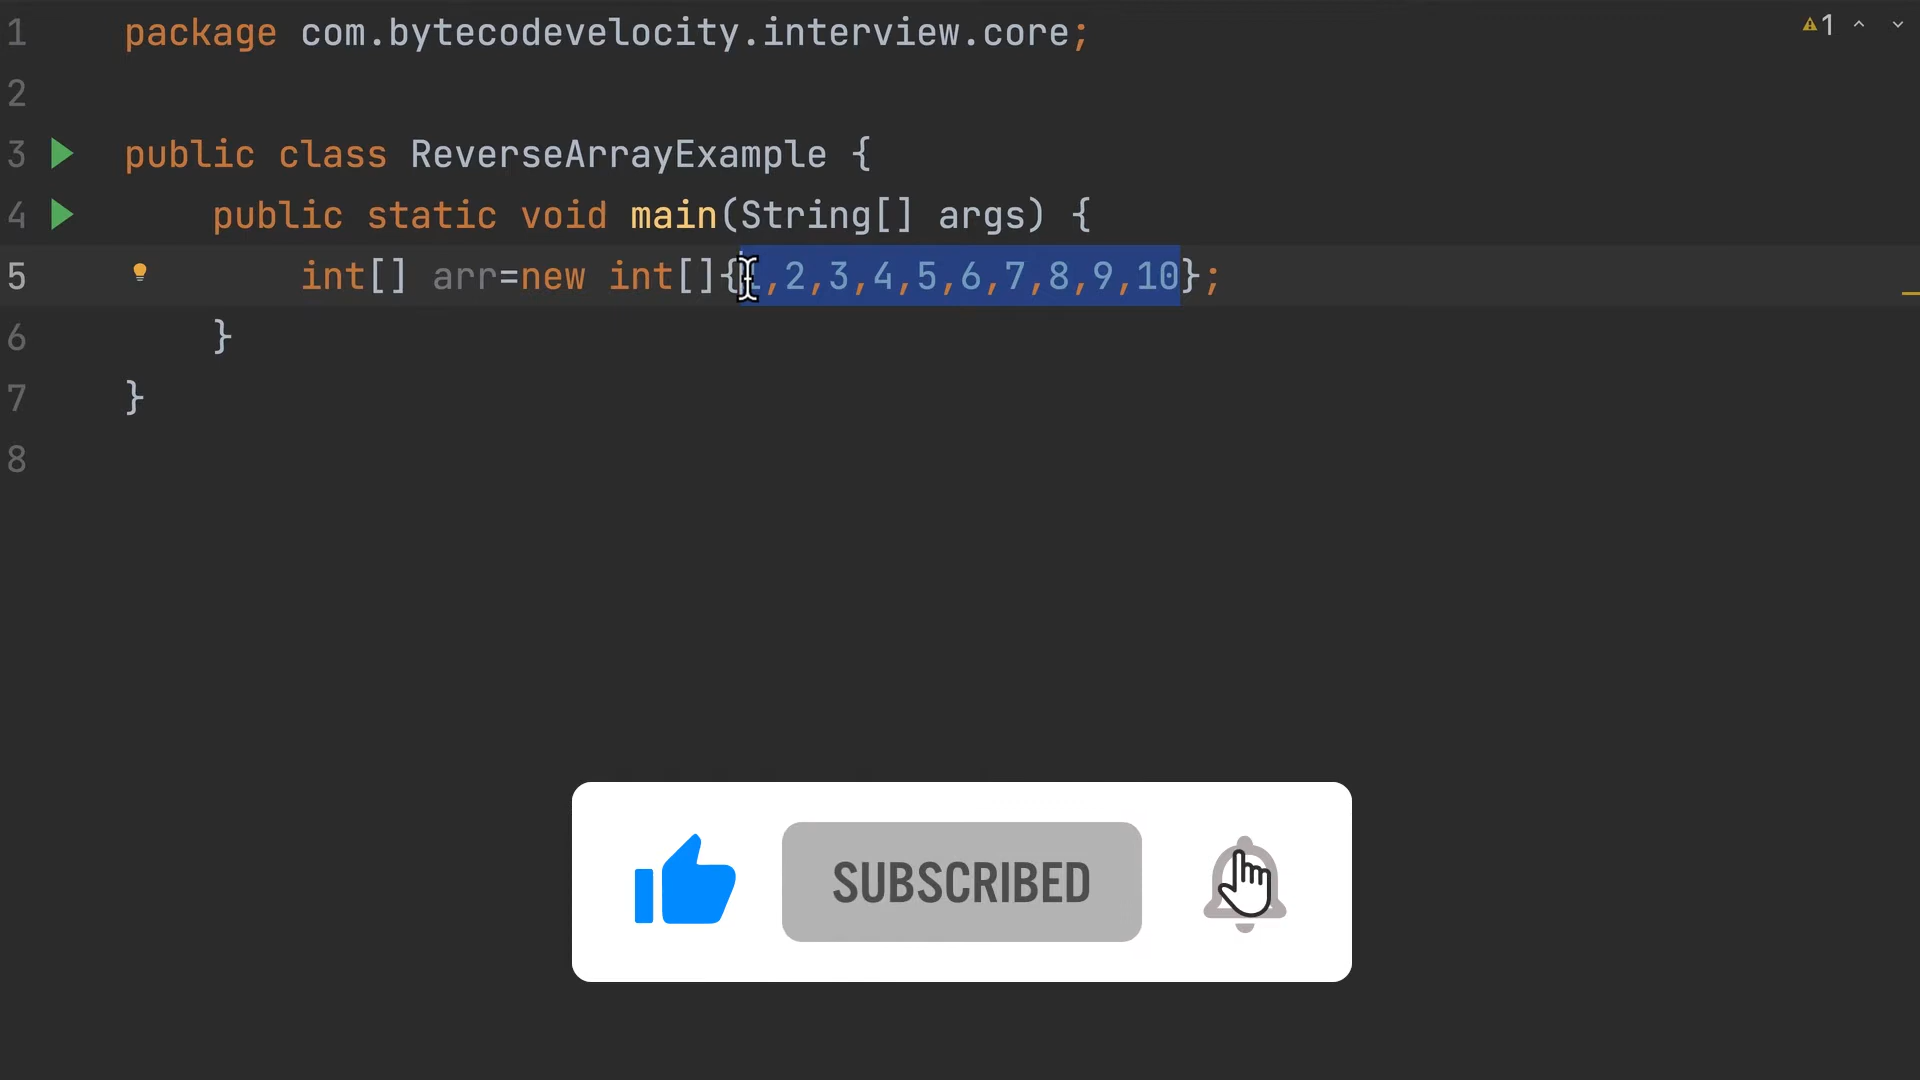 1 package com.bytecodevelocity.interview.core; 1
2
3 public class ReverseArrayExample {
4 public static void main(String[] args) {
5 int[] arr=new int[]{1,2,3,4,5,6,7,8,9,10};
6 }
7 }
8
SUBSCRIBED